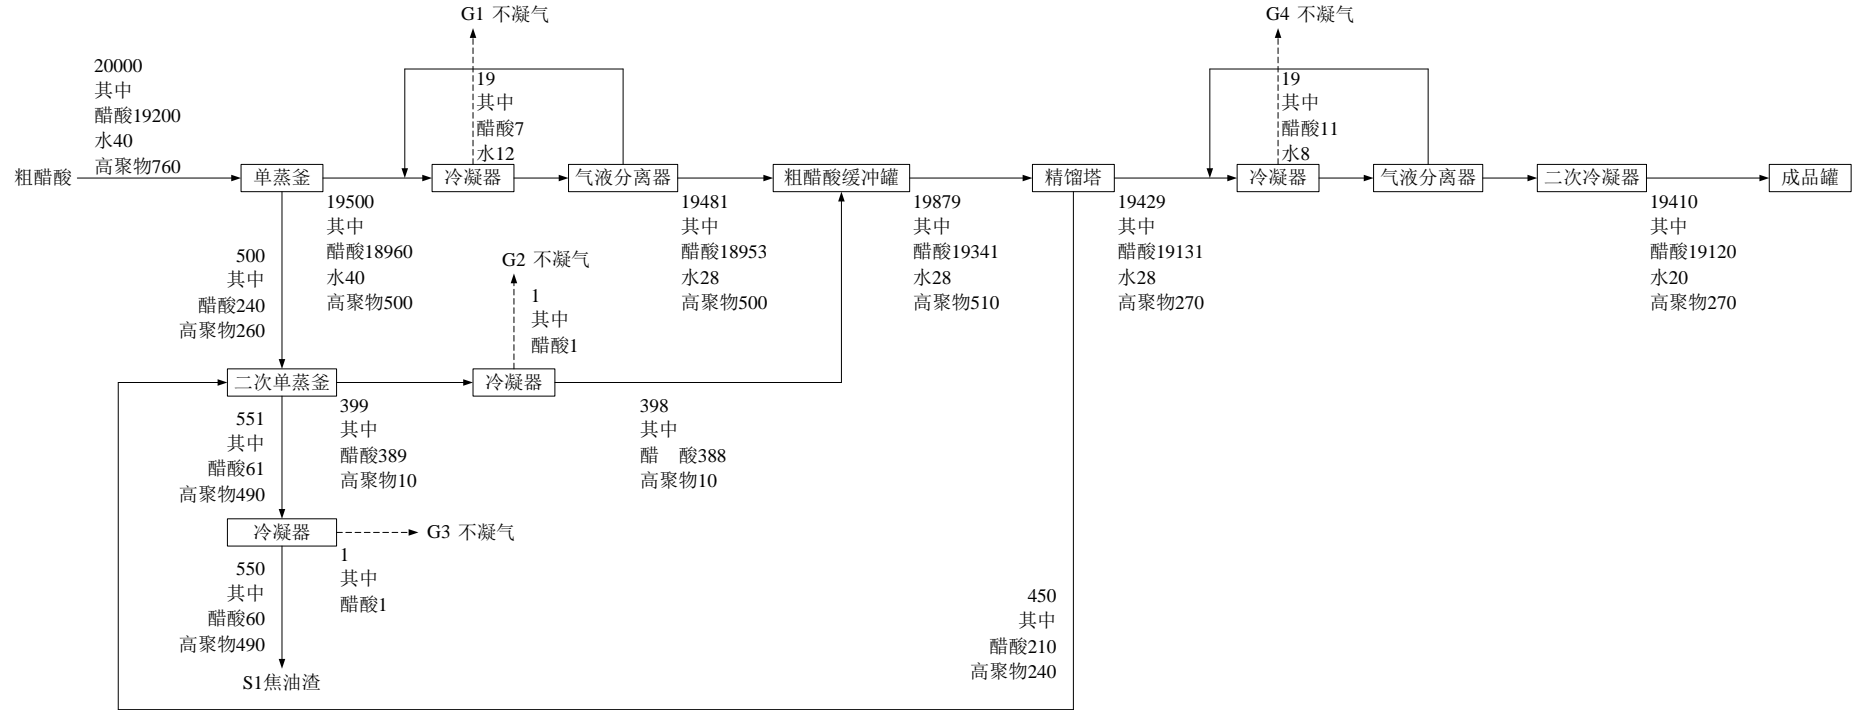 G1 不凝气
G4 不凝气
20000
其中
醋酸19200
水40
高聚物760
19
其中
醋酸7
水12
19
其中
醋酸11
水8
粗醋酸
单蒸釜
冷凝器
气液分离器
粗醋酸缓冲罐
精馏塔
冷凝器
气液分离器
二次冷凝器
成品罐
19500
其中
醋酸18960
水40
高聚物500
19481
其中
醋酸18953
水28
高聚物500
19879
其中
醋酸19341
水28
高聚物510
19429
其中
醋酸19131
水28
高聚物270
19410
其中
醋酸19120
水20
高聚物270
500
其中
醋酸240
高聚物260
G2 不凝气
1
其中
醋酸1
二次单蒸釜
冷凝器
551
其中
醋酸61
高聚物490
399
其中
醋酸389
高聚物10
398
其中
醋 酸388
高聚物10
冷凝器
G3 不凝气
1
其中
醋酸1
550
其中
醋酸60
高聚物490
450
其中
醋酸210
高聚物240
S1焦油渣